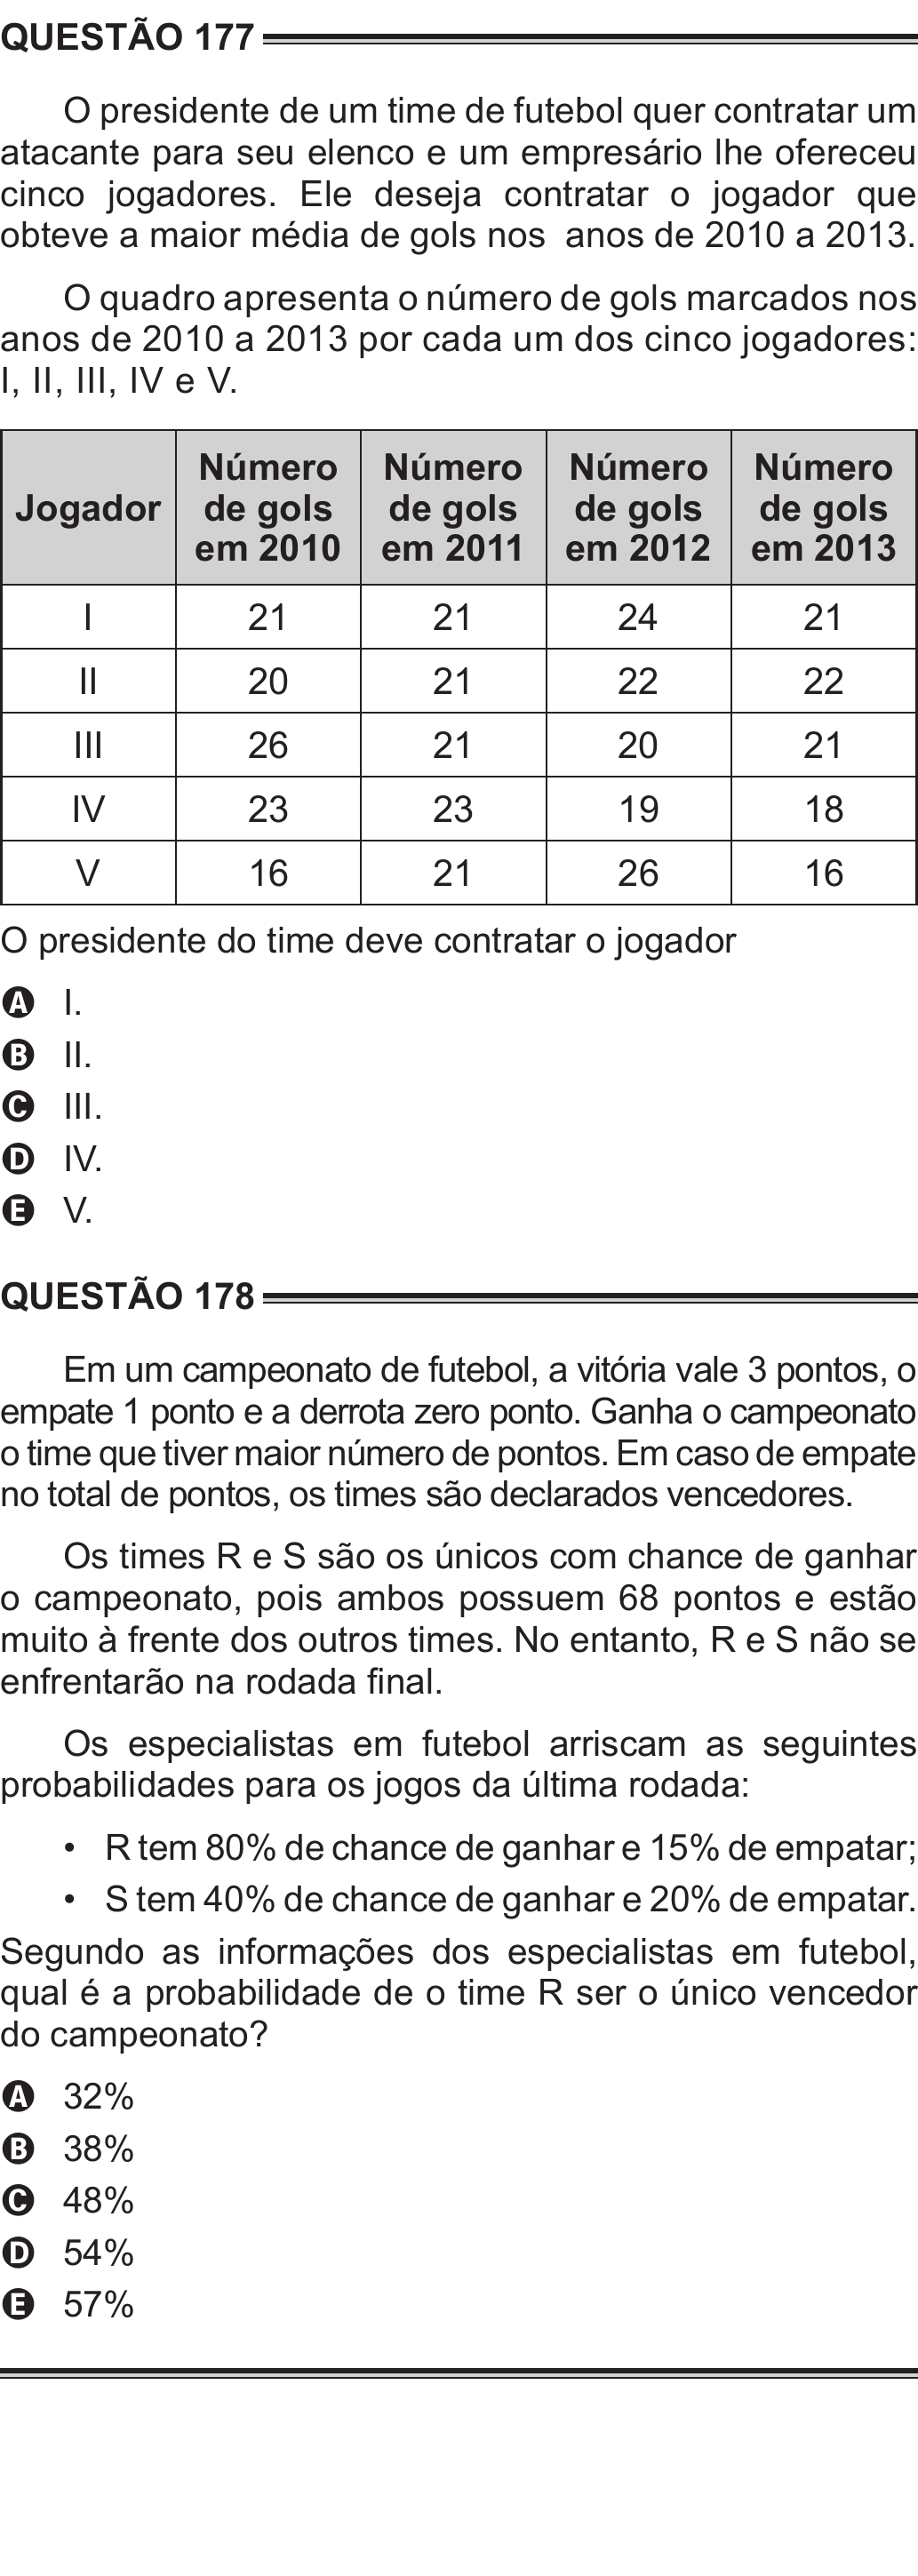 QUESTÃO 177
O presidente de um time de futebol quer contratar um
atacante para seu elenco e um empresário lhe ofereceu
cinco jogadores. Ele deseja contratar o jogador que
obteve a maior média de gols nos anos de 2010 a 2013.
O quadro apresenta o número de gols marcados nos
anos de 2010 a 2013 por cada um dos cinco jogadores:
I, II, III, IV e V.
Jogador Número de gols em 2010 Número de gols em 2011 Número de gols em 2012 Número de gols em 2013
I 21 21 24 21
II 20 21 22 22
III 26 21 20 21
IV 23 23 19 18
V 16 21 26 16
O presidente do time deve contratar o jogador
A I.
B II.
C III.
D IV.
E V.
QUESTÃO 178
Em um campeonato de futebol, a vitória vale 3 pontos, o
empate 1 ponto e a derrota zero ponto. Ganha o campeonato
o time que tiver maior número de pontos. Em caso de empate
no total de pontos, os times são declarados vencedores.
Os times R e S são os únicos com chance de ganhar
o campeonato, pois ambos possuem 68 pontos e estão
muito à frente dos outros times. No entanto, R e S não se
enfrentarão na rodada final.
Os especialistas em futebol arriscam as seguintes
probabilidades para os jogos da última rodada:
• R tem 80% de chance de ganhar e 15% de empatar;
• S tem 40% de chance de ganhar e 20% de empatar.
Segundo as informações dos especialistas em futebol,
qual é a probabilidade de o time R ser o único vencedor
do campeonato?
A 32%
B 38%
C 48%
D 54%
E 57%